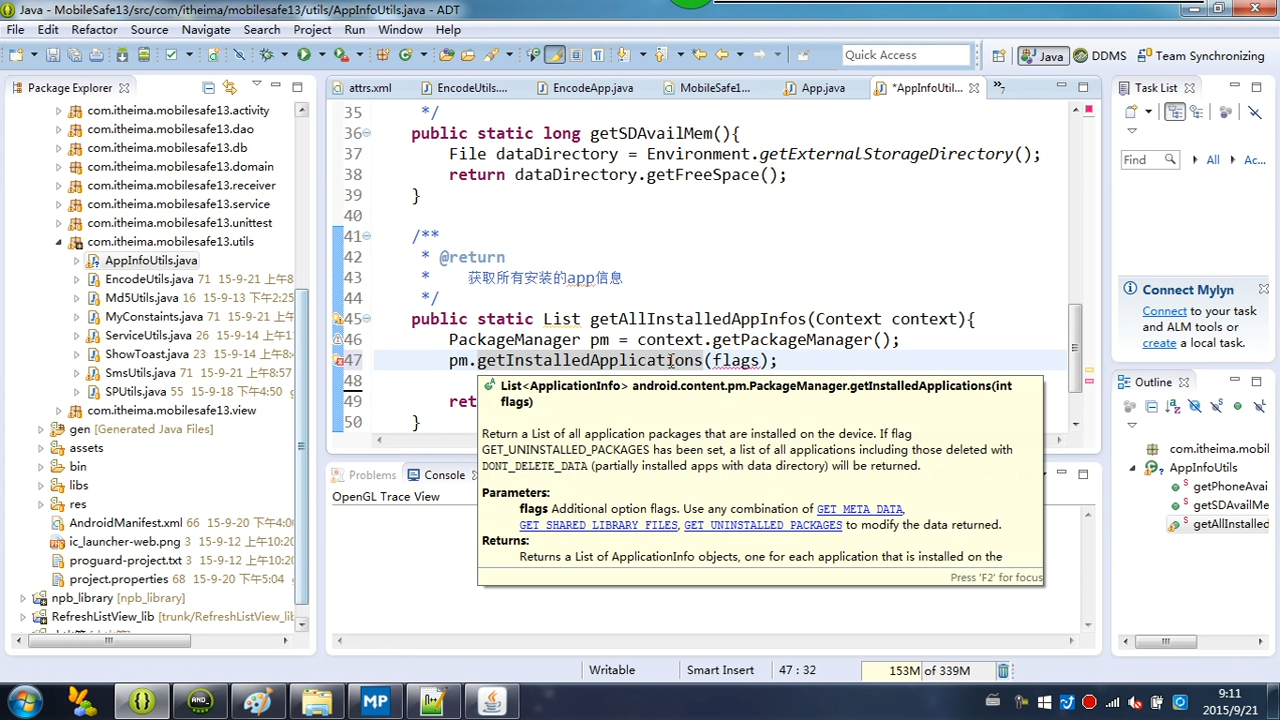 Java - MobileSafe13/src/com/itheima/mobilesafe13/utils/AppInfoUtils.java - ADT
File Edit Refactor Source Navigate Search Project Run Window Help
Quick Access
Java
DDMS
Team Synchronizing
Package Explorer
com.itheima.mobilesafe13.activity
com.itheima.mobilesafe13.dao
com.itheima.mobilesafe13.db
com.itheima.mobilesafe13.domain
com.itheima.mobilesafe13.receiver
com.itheima.mobilesafe13.service
com.itheima.mobilesafe13.unittest
com.itheima.mobilesafe13.utils
AppInfoUtils.java
EncodeUtils.java 71 15-9-21 上午8
Md5Utils.java 16 15-9-13 下午2:25
MyConstaints.java 71 15-9-21 上
ServiceUtils.java 26 15-9-14 下午
ShowToast.java 34 15-9-15 上午8
SmsUtils.java 67 15-9-20 下午5:2
SPUtils.java 55 15-9-18 下午4:50
com.itheima.mobilesafe13.view
gen [Generated Java Files]
assets
bin
libs
res
AndroidManifest.xml 60 15-9-20 下午4:0
ic_launcher-web.png 1 15-9-12 上午10:20
proguard-project.txt 1 15-9-12 上午10:2
project.properties 68 15-9-20 下午5:04
npb_library [npb_library]
RefreshListView_lib [trunk/RefreshListView_lib
attrs.xml
EncodeUtils....
EncodeApp.java
MobileSafe1...
App.java
*AppInfoUtil...
35 */
36 public static long getSDAvailMem(){
37 File dataDirectory = Environment.getExternalStorageDirectory();
38 return dataDirectory.getFreeSpace();
39 }
40
41 /**
42 * @return
43 * 获取所有安装的app信息
44 */
45 public static List getAllInstalledAppInfos(Context context){
46 PackageManager pm = context.getPackageManager();
47 pm.getInstalledApplications(flags);
48
49 ret
50 }
List<ApplicationInfo> android.content.pm.PackageManager.getInstalledApplications(int
flags)
Return a List of all application packages that are installed on the device. If flag
GET_UNINSTALLED_PACKAGES has been set, a list of all applications including those deleted with
DONT_DELETE_DATA (partially installed apps with data directory) will be returned.
Parameters:
flags Additional option flags. Use any combination of GET_META_DATA,
GET_SHARED_LIBRARY_FILES, GET_UNINSTALLED_PACKAGES to modify the data returned.
Returns:
Returns a List of ApplicationInfo objects, one for each application that is installed on the
Press 'F2' for focus
Problems
Console
OpenGL Trace View
Task List
Find
All
Ac...
Connect Mylyn
Connect to your task
and ALM tools or
create a local task.
Outline
com.itheima.mo
AppInfoUtils
getPhoneAvai
getSDAvailMe
getAllInstalled
Writable
Smart Insert
47 : 32
153M of 339M
AND_
MP
9:11
2015/9/21